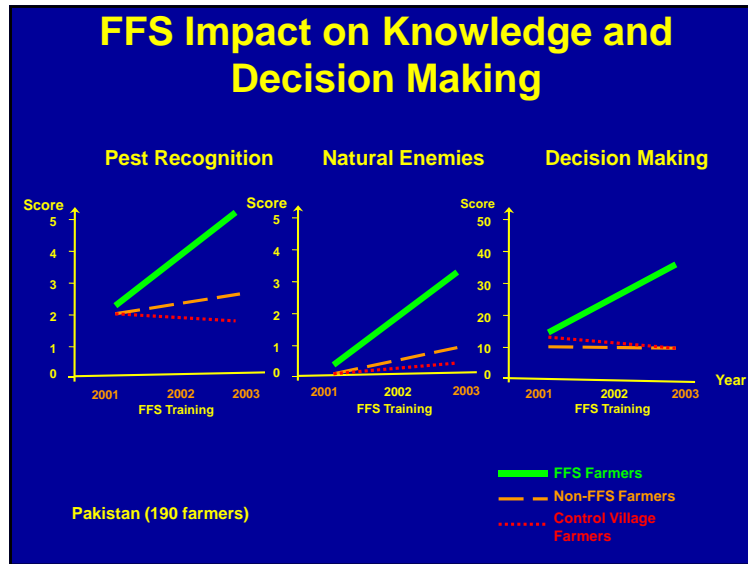 FFS Impact on Knowledge and
Decision Making
Pest Recognition
Natural Enemies
Decision Making
Score
5
4
3
2
1
0
2001
2002
2003
FFS Training
Score
5
4
3
2
1
0
2001
2002
2003
FFS Training
Score
50
40
30
20
10
0
Year
2001
2002
2003
FFS Training
FFS Farmers
Non-FFS Farmers
Control Village
Farmers
Pakistan (190 farmers)